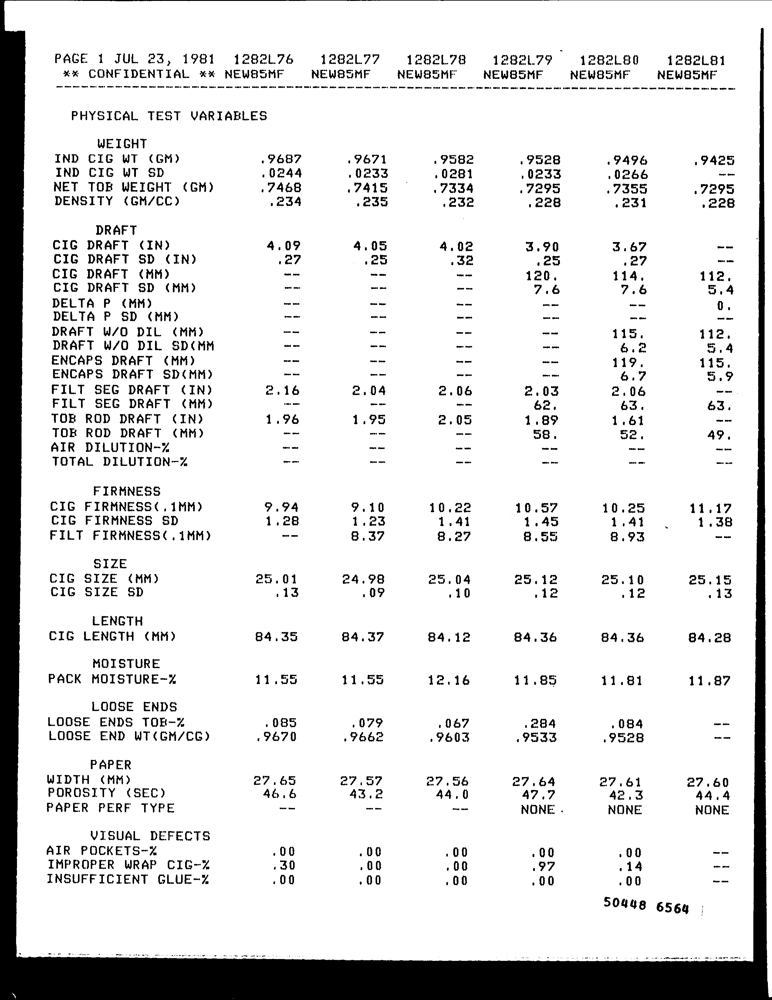 PAGE 1 JUL 23, 1981 1282L76 1282L77 1282L78 1282L79 1282L80 1282L81
** CONFIDENTIAL ** NEW85MF NEW85MF NEW85MF NEW85MF NEW85MF NEW85MF
PHYSICAL TEST VARIABLES
WEIGHT
IND CIG WT (GM) .9687 .9671 .9582 .9528 .9496 .9425
IND CIG WT SD .0244 .0233 .0281 .0233 .0266 --
NET TOB WEIGHT (GM) .7468 .7415 .7334 .7295 .7355 .7295
DENSITY (GM/CC) .234 .235 .232 .228 .231 .228
DRAFT
CIG DRAFT (IN) 4.09 4.05 4.02 3.90 3.67 --
CIG DRAFT SD (IN) .27 .25 .32 .25 .27 --
CIG DRAFT (MM) -- -- -- 120. 114. 112.
CIG DRAFT SD (MM) -- -- -- 7.6 7.6 5.4
DELTA P (MM) -- -- -- -- -- 0.
DELTA P SD (MM) -- -- -- -- -- --
DRAFT W/O DIL (MM) -- -- -- -- 115. 112.
DRAFT W/O DIL SD(MM -- -- -- -- 6.2 5.4
ENCAPS DRAFT (MM) -- -- -- -- 119. 115.
ENCAPS DRAFT SD(MM) -- -- -- -- 6.7 5.9
FILT SEG DRAFT (IN) 2.16 2.04 2.06 2.03 2.06 --
FILT SEG DRAFT (MM) -- -- -- 62. 63. 63.
TOB ROD DRAFT (IN) 1.96 1.95 2.05 1.89 1.61 --
TOB ROD DRAFT (MM) -- -- -- 58. 52. 49.
AIR DILUTION-% -- -- -- -- -- --
TOTAL DILUTION-% -- -- -- -- -- --
FIRMNESS
CIG FIRMNESS(.1MM) 9.94 9.10 10.22 10.57 10.25 11.17
CIG FIRMNESS SD 1.28 1.23 1.41 1.45 1.41 1.38
FILT FIRMNESS(.1MM) -- 8.37 8.27 8.55 8.93 --
SIZE
CIG SIZE (MM) 25.01 24.98 25.04 25.12 25.10 25.15
CIG SIZE SD .13 .09 .10 .12 .12 .13
LENGTH
CIG LENGTH (MM) 84.35 84.37 84.12 84.36 84.36 84.28
MOISTURE
PACK MOISTURE-% 11.55 11.55 12.16 11.85 11.81 11.87
LOOSE ENDS
LOOSE ENDS TOB-% .085 .079 .067 .284 .084 --
LOOSE END WT(GM/CG) .9670 .9662 .9603 .9533 .9528 --
PAPER
WIDTH (MM) 27.65 27.57 27.56 27.64 27.61 27.60
POROSITY (SEC) 46.6 43.2 44.0 47.7 42.3 44.4
PAPER PERF TYPE -- -- -- NONE NONE NONE
VISUAL DEFECTS
AIR POCKETS-% .00 .00 .00 .00 .00 --
IMPROPER WRAP CIG-% .30 .00 .00 .97 .14 --
INSUFFICIENT GLUE-% .00 .00 .00 .00 .00 --
50448 6564